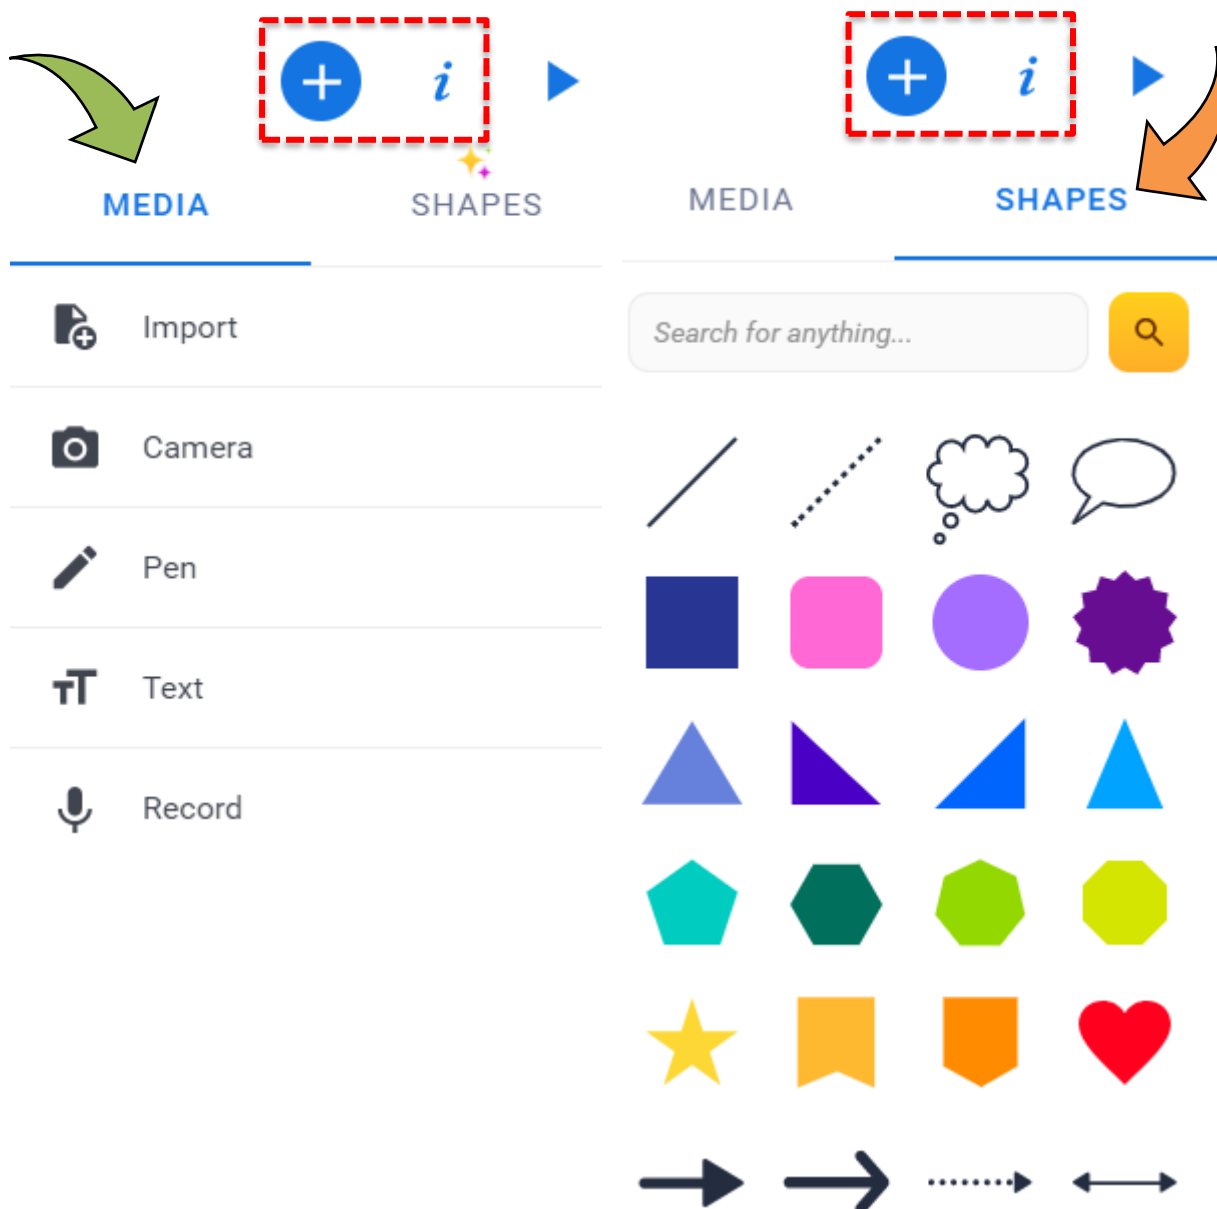 i
MEDIA
SHAPES
Import
Camera
Pen
Text
Record
i
MEDIA
SHAPES
Search for anything...